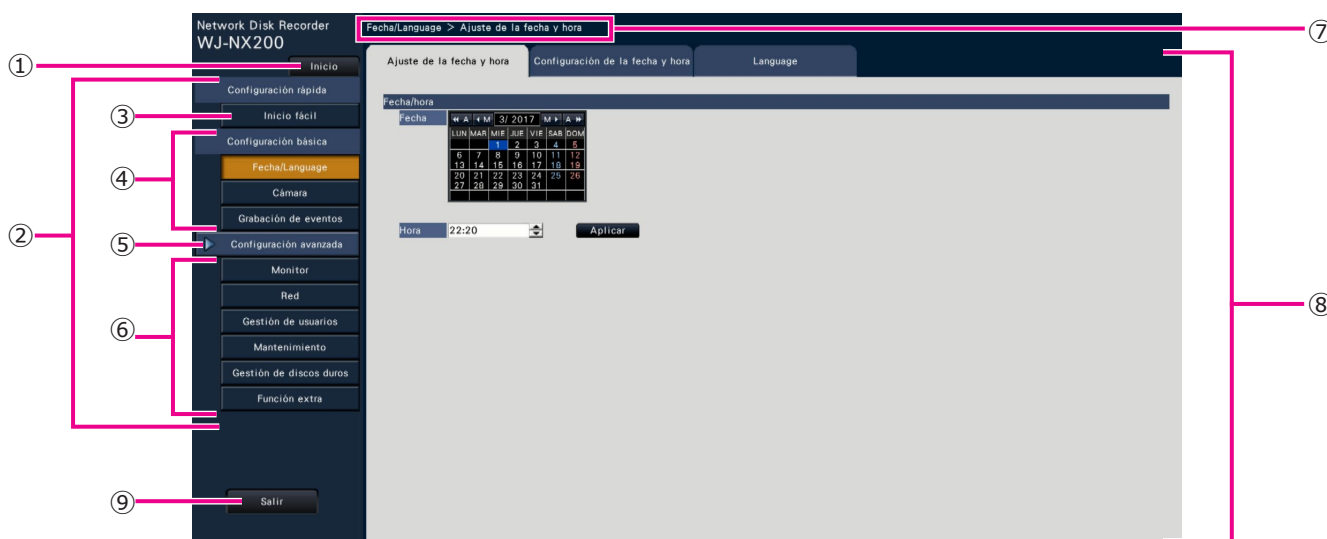 Network Disk Recorder
WJ-NX200
Fecha/Language > Ajuste de la fecha y hora
⑦
①
Inicio
Ajuste de la fecha y hora
Configuración de la fecha y hora
Language
②
Configuración rápida
③
Inicio fácil
④
Configuración básica
Fecha/Language
Cámara
Grabación de eventos
⑤
Configuración avanzada
⑥
Monitor
Red
Gestión de usuarios
Mantenimiento
Gestión de discos duros
Función extra
⑨
Salir
Fecha/hora
Fecha
A M 3/ 2017 M A
LUN MAR MIE JUE VIE SAB DOM
1 2 3 4 5
6 7 8 9 10 11 12
13 14 15 16 17 18 19
20 21 22 23 24 25 26
27 28 29 30 31
Hora 22:20 Aplicar
⑧